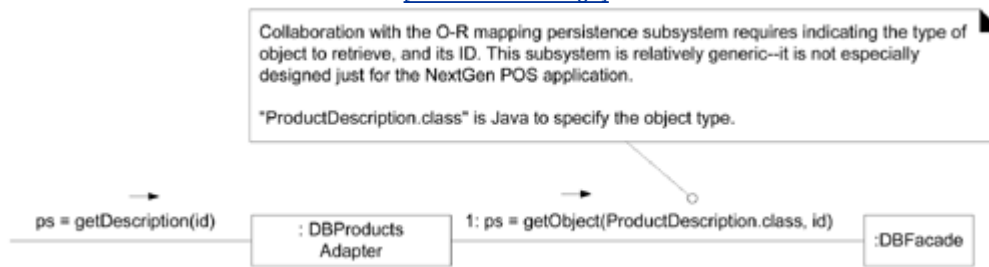 Collaboration with the O-R mapping persistence subsystem requires indicating the type of
object to retrieve, and its ID. This subsystem is relatively generic--it is not especially
designed just for the NextGen POS application.
"ProductDescription.class" is Java to specify the object type.
ps = getDescription(id)
: DBProducts
Adapter
1: ps = getObject(ProductDescription.class, id)
:DBFacade